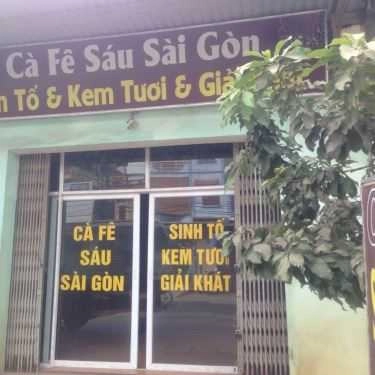 Cà Fê Sáu Sài Gòn
Tố & Kem Tươi & Giải
CÀ FÊ
SÁU
SÀI GÒN
SINH TỐ
KEM TƯƠI
GIẢI KHÁT